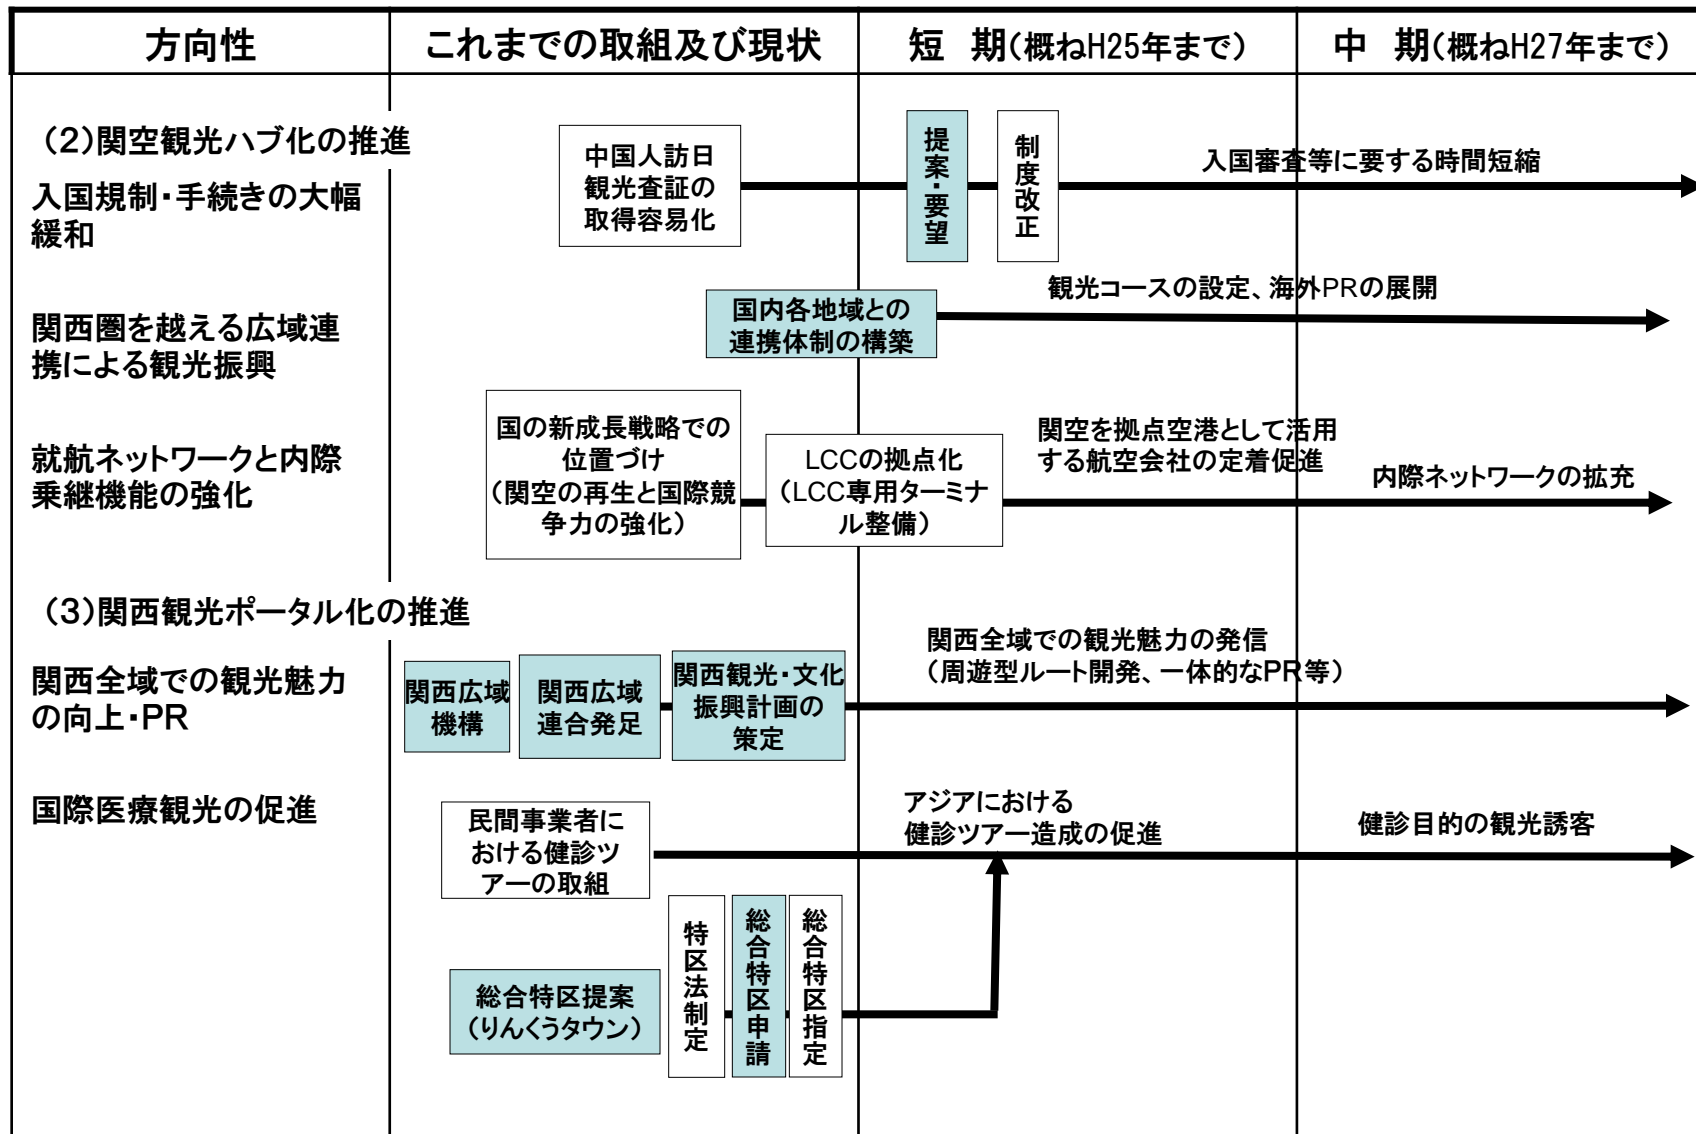 方向性
これまでの取組及び現状
短　期(概ねH25年まで)
中　期(概ねH27年まで)
(2)関空観光ハブ化の推進
入国規制・手続きの大幅
緩和
中国人訪日
観光査証の
取得容易化
提案・要望
制度改正
入国審査等に要する時間短縮
関西圏を越える広域連
携による観光振興
国内各地域との
連携体制の構築
観光コースの設定、海外PRの展開
就航ネットワークと内際
乗継機能の強化
国の新成長戦略での
位置づけ
(関空の再生と国際競
争力の強化)
LCCの拠点化
(LCC専用ターミナ
ル整備)
関空を拠点空港として活用
する航空会社の定着促進
内際ネットワークの拡充
(3)関西観光ポータル化の推進
関西全域での観光魅力
の向上・PR
関西広域
機構
関西広域
連合発足
関西観光・文化
振興計画の
策定
関西全域での観光魅力の発信
(周遊型ルート開発、一体的なPR等)
国際医療観光の促進
民間事業者に
おける健診ツ
アーの取組
アジアにおける
健診ツアー造成の促進
健診目的の観光誘客
総合特区提案
(りんくうタウン)
特区法制定
総合特区申請
総合特区指定